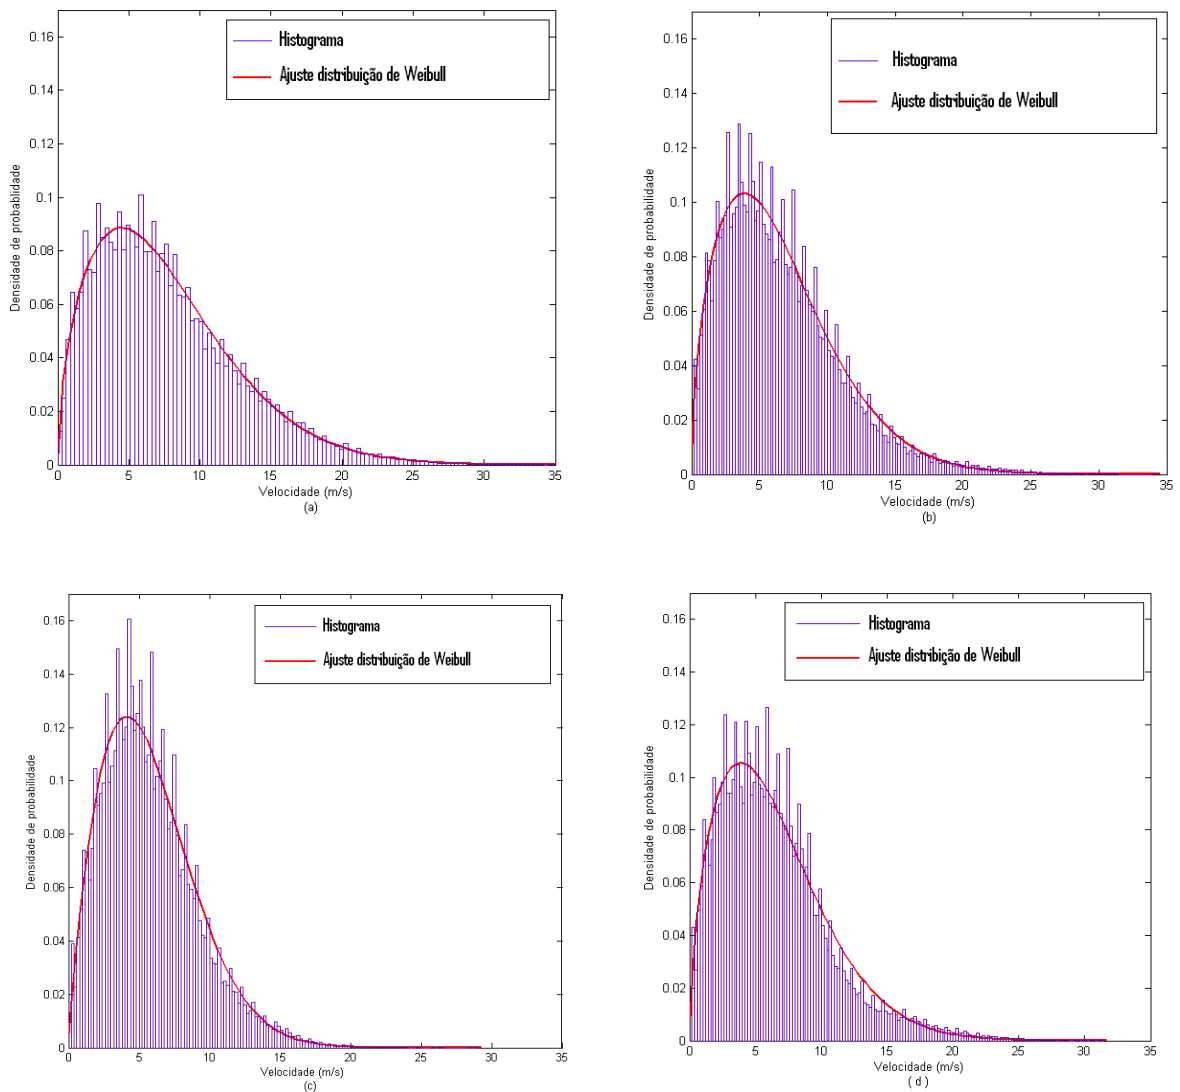 0.16
0.14
0.12
0.1
0.08
0.06
0.04
0.02
0
Densidade de probablidade
Histograma
Ajuste distribuição de Weibull
0 5 10 15 20 25 30 35
Velocidade (m/s)
(a)
0.16
0.14
0.12
0.1
0.08
0.06
0.04
0.02
0
Densidade de probabilidade
Histograma
Ajuste distribuição de Weibull
0 5 10 15 20 25 30 35
Velocidade (m/s)
(b)
0.16
0.14
0.12
0.1
0.08
0.06
0.04
0.02
0
Densidade de probabilidade
Histograma
Ajuste distribuição de Weibull
0 5 10 15 20 25 30 35
Velocidade (m/s)
(c)
0.16
0.14
0.12
0.1
0.08
0.06
0.04
0.02
0
Densidade de probabilidade
Histograma
Ajuste distribição de Weibull
0 5 10 15 20 25 30 35
Velocidade (m/s)
( d )